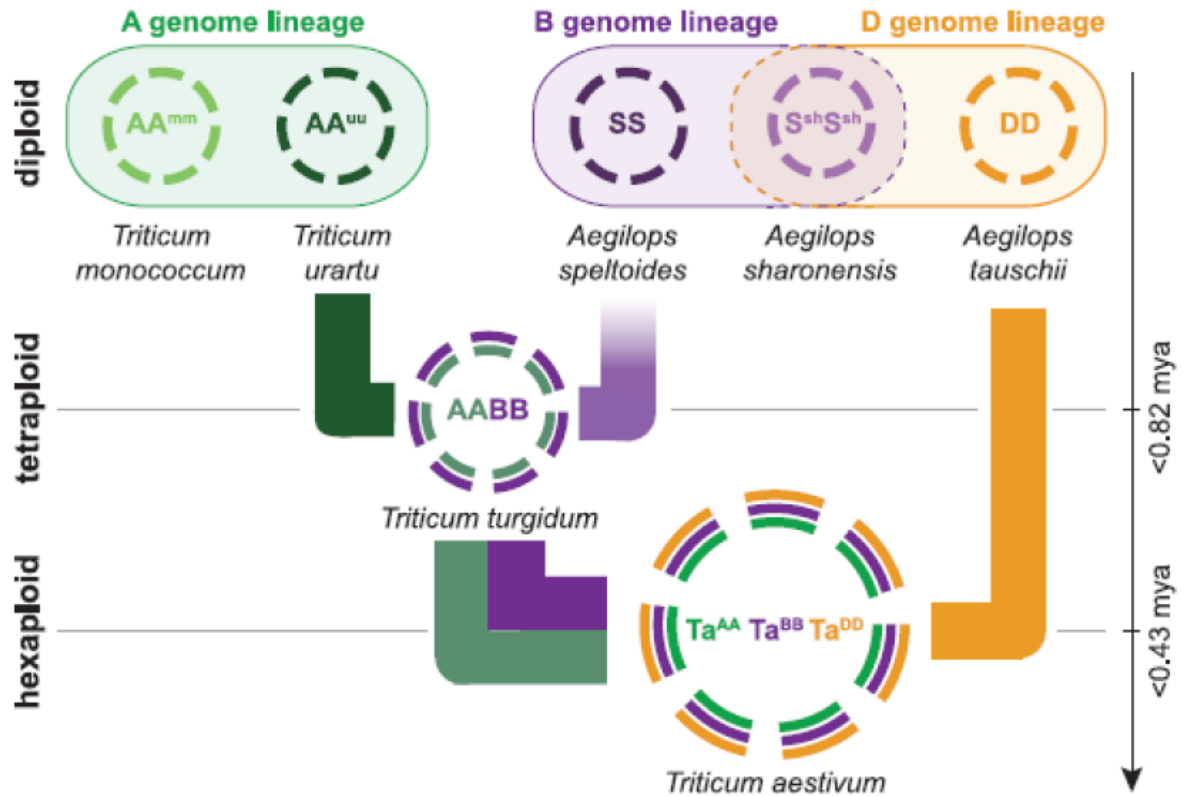 A genome lineage
B genome lineage
D genome lineage
diploid
AAᵐᵐ
AAᵘᵘ
SS
SˢʰSˢʰ
DD
Triticum
monococcum
Triticum
urartu
Aegilops
speltoides
Aegilops
sharonensis
Aegilops
tauschii
tetraploid
AABB
<0.82 mya
Triticum turgidum
hexaploid
Taᴬᴬ Taᴮᴮ Taᴰᴰ
<0.43 mya
Triticum aestivum